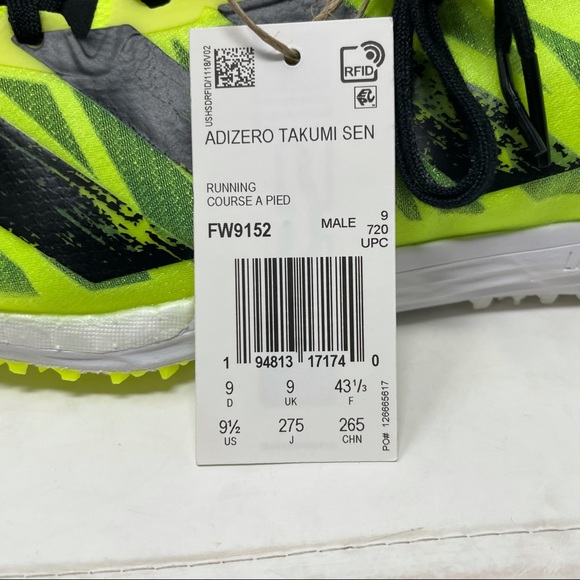 USHSDRFID/1118/V02
RFID
ADIZERO TAKUMI SEN
RUNNING
COURSE A PIED
FW9152
MALE
9
720
UPC
1 94813 17174 0
9 9 43 1/3
D UK F
9½ 275 265
US J CHN
PO# 126665617